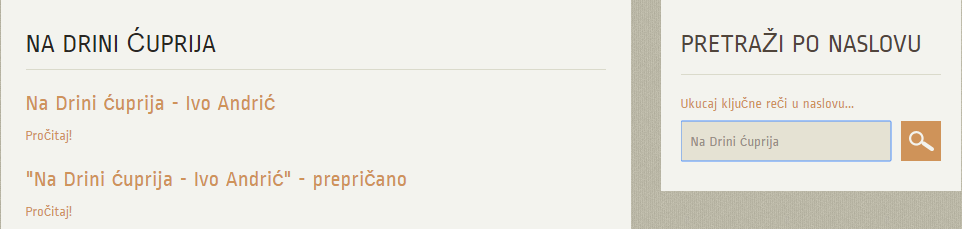 NA DRINI ĆUPRIJA
Na Drini ćuprija - Ivo Andrić
Pročitaj!
"Na Drini ćuprija - Ivo Andrić" - prepričano
Pročitaj!
PRETRAŽI PO NASLOVU
Ukucaj ključne reči u naslovu...
Na Drini Ćuprija